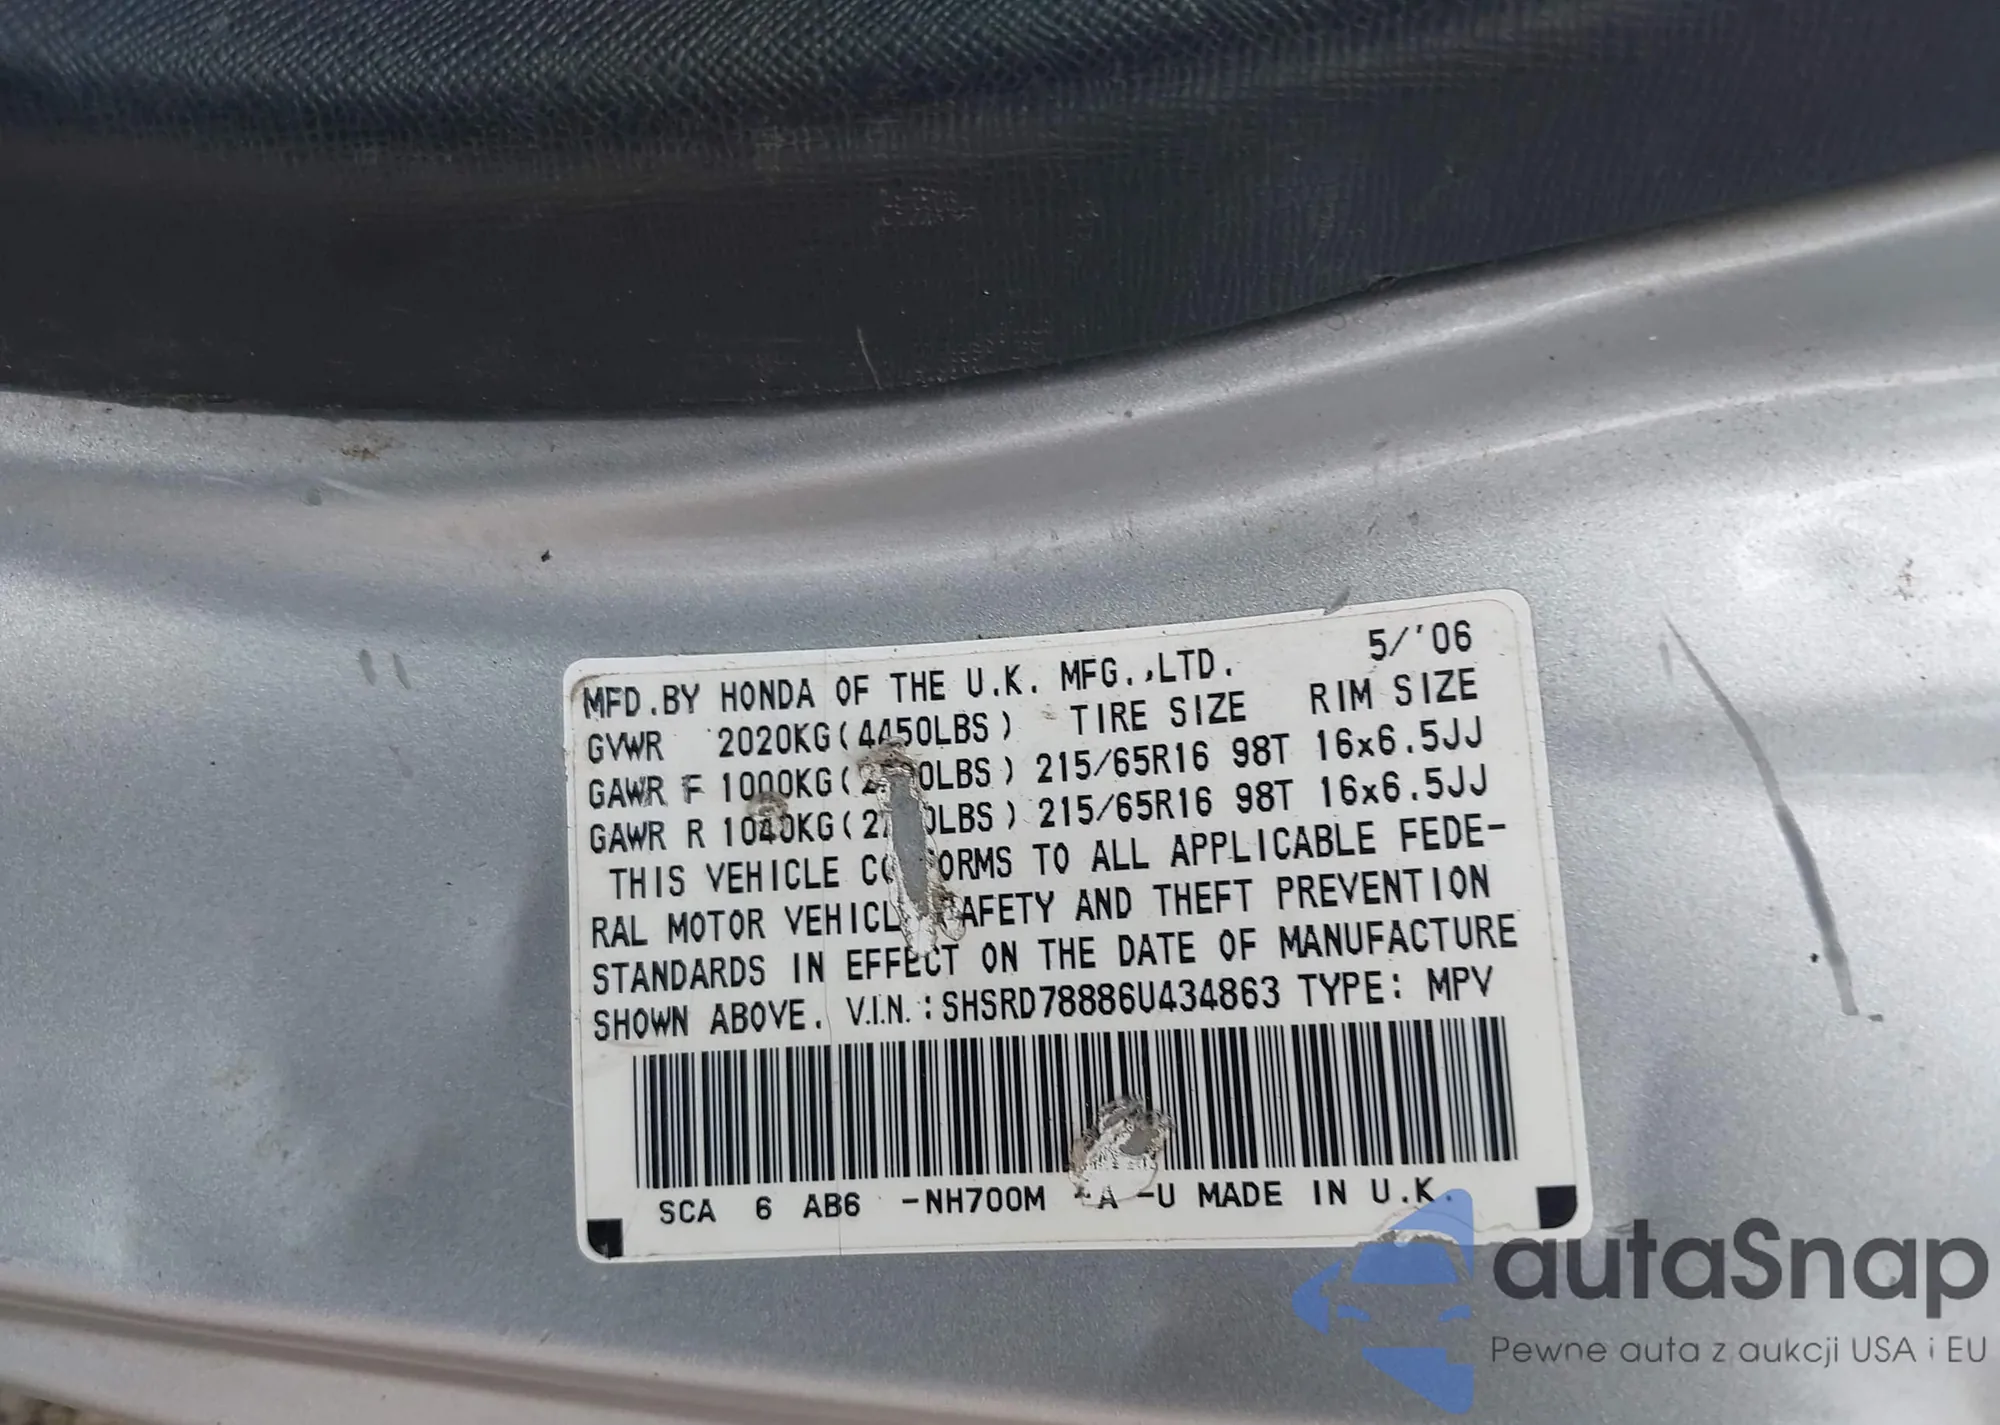 MFD.BY HONDA OF THE U.K. MFG.,LTD. 5/'06
GVWR 2020KG(4450LBS) TIRE SIZE RIM SIZE
GAWR F 1000KG( LBS) 215/65R16 98T 16x6.5JJ
GAWR R 1040KG( LBS) 215/65R16 98T 16x6.5JJ
THIS VEHICLE CONFORMS TO ALL APPLICABLE FEDE-
RAL MOTOR VEHICLE SAFETY AND THEFT PREVENTION
STANDARDS IN EFFECT ON THE DATE OF MANUFACTURE
SHOWN ABOVE. V.I.N.:SHSRD78886U434863 TYPE: MPV
SCA 6 AB6 -NH700M -A -U MADE IN U.K.
autaSnap
Pewne auta z aukcji USA i EU